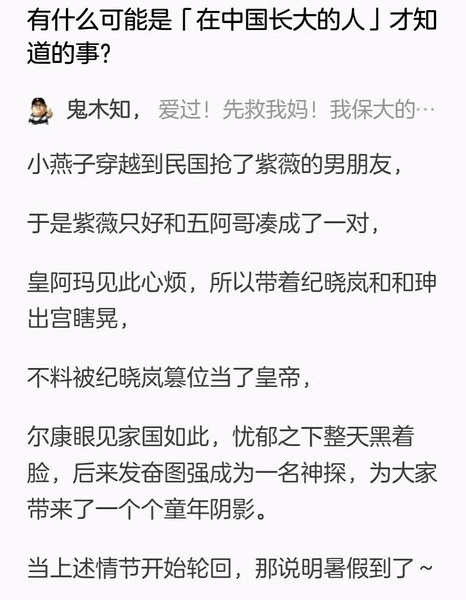 有什么可能是「在中国长大的人」才知
道的事？
鬼木知，爱过！先救我妈！我保大的…
小燕子穿越到民国抢了紫薇的男朋友，
于是紫薇只好和五阿哥凑成了一对，
皇阿玛见此心烦，所以带着纪晓岚和和珅
出宫瞎晃，
不料被纪晓岚篡位当了皇帝，
尔康眼见家国如此，忧郁之下整天黑着
脸，后来发奋图强成为一名神探，为大家
带来了一个个童年阴影。
当上述情节开始轮回，那说明暑假到了～